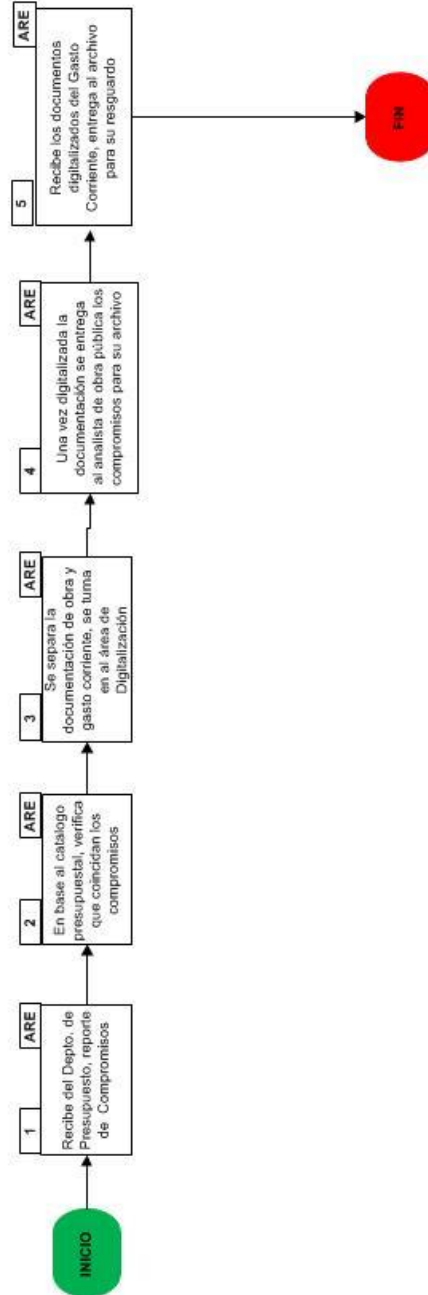 INICIO
1
ARE
Recibe del Depto. de
Presupuesto, reporte
de Compromisos
2
ARE
En base al catalogo
presupuestal, verifica
que coincidan los
compromisos
3
ARE
Se separa la
documentación de obra y
gasto corriente, se turna
en al área de
Digitalización
4
ARE
Una vez digitalizada la
documentación se entrega
al analista de obra pública los
compromisos para su archivo
5
ARE
Recibe los documentos
digitalizados del Gasto
Corriente, entrega al archivo
para su resguardo
FIN